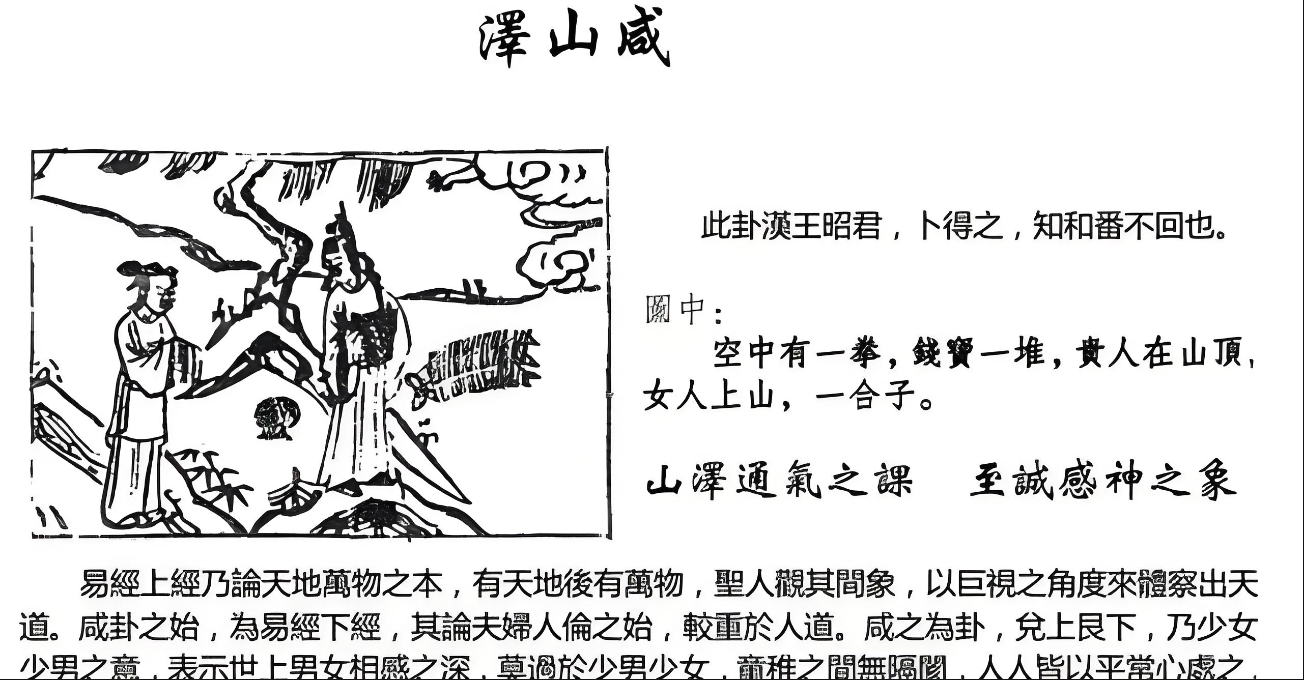 澤山咸
此卦漢王昭君，卜得之，知和番不回也。
圖中：
空中有一拳，錢寶一堆，貴人在山頂，
女人上山，一合子。
山澤通氣之課　至誠感神之象
易經上經乃論天地萬物之本，有天地後有萬物，聖人觀其間象，以巨視之角度來體察出天
道。咸卦之始，為易經下經，其論夫婦人倫之始，較重於人道。咸之為卦，兌上艮下，乃少女
少男之意，表示世上男女相感之深，莫過於少男少女，童稚之間無隔閡，人人皆以平常心處之，